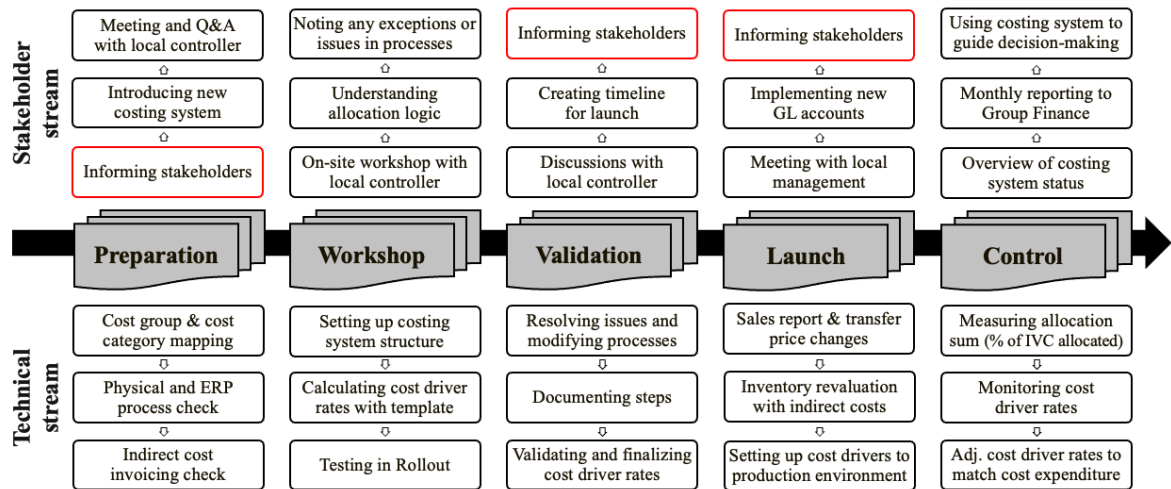 Stakeholder
stream
Meeting and Q&A
with local controller
Introducing new
costing system
Informing stakeholders
Noting any exceptions or
issues in processes
Understanding
allocation logic
On-site workshop with
local controller
Informing stakeholders
Creating timeline
for launch
Discussions with
local controller
Informing stakeholders
Implementing new
GL accounts
Meeting with local
management
Using costing system to
guide decision-making
Monthly reporting to
Group Finance
Overview of costing
system status
Preparation
Workshop
Validation
Launch
Control
Technical
stream
Cost group & cost
category mapping
Physical and ERP
process check
Indirect cost
invoicing check
Setting up costing
system structure
Calculating cost driver
rates with template
Testing in Rollout
Resolving issues and
modifying processes
Documenting steps
Validating and finalizing
cost driver rates
Sales report & transfer
price changes
Inventory revaluation
with indirect costs
Setting up cost drivers to
production environment
Measuring allocation
sum (% of IVC allocated)
Monitoring cost
driver rates
Adj. cost driver rates to
match cost expenditure